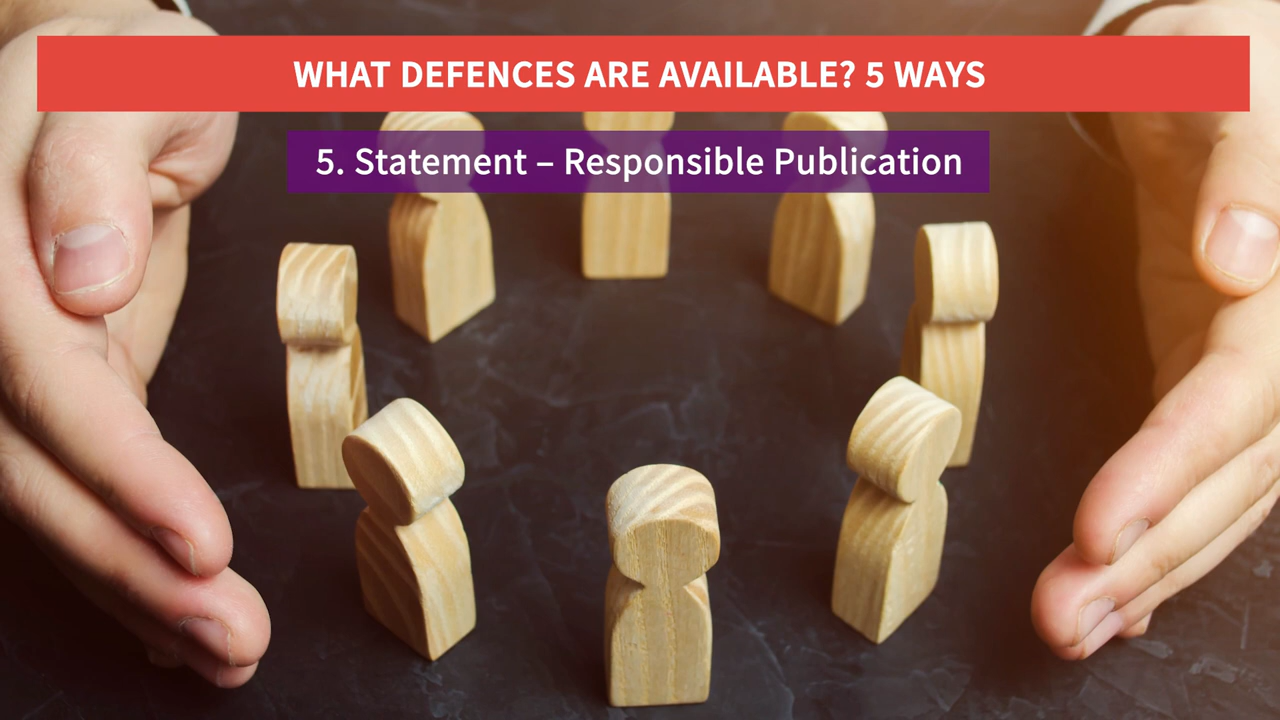 WHAT DEFENCES ARE AVAILABLE? 5 WAYS
5. Statement – Responsible Publication